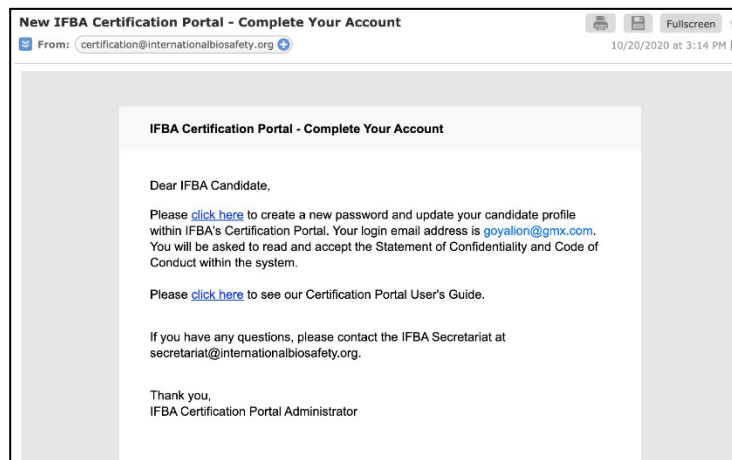 New IFBA Certification Portal - Complete Your Account
Fullscreen
From: certification@internationalbiosafety.org
10/20/2020 at 3:14 PM
IFBA Certification Portal - Complete Your Account
Dear IFBA Candidate,
Please click here to create a new password and update your candidate profile
within IFBA's Certification Portal. Your login email address is goyalion@gmx.com.
You will be asked to read and accept the Statement of Confidentiality and Code of
Conduct within the system.
Please click here to see our Certification Portal User's Guide.
If you have any questions, please contact the IFBA Secretariat at
secretariat@internationalbiosafety.org.
Thank you,
IFBA Certification Portal Administrator